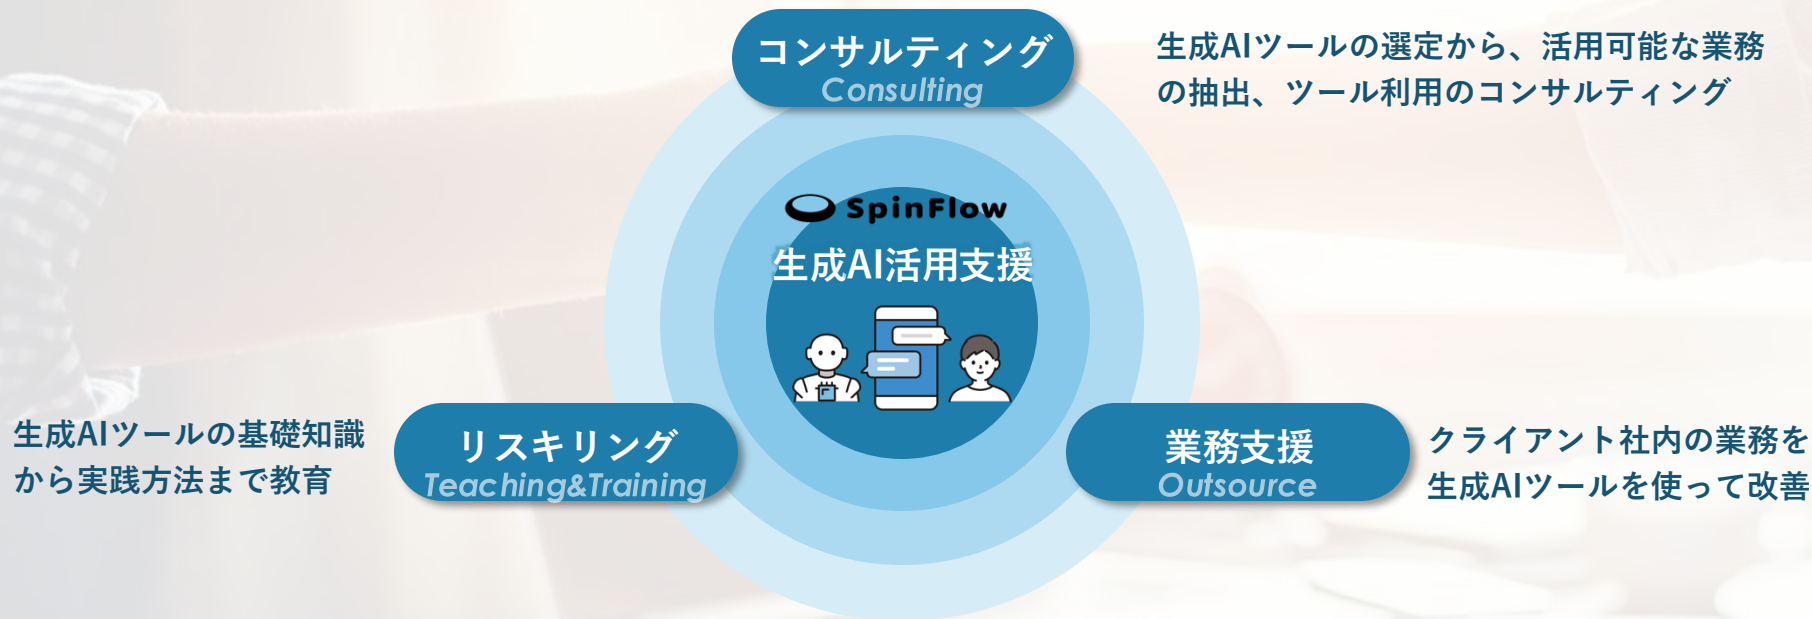 コンサルティング
Consulting
生成AIツールの選定から、活用可能な業務
の抽出、ツール利用のコンサルティング
SpinFlow
生成AI活用支援
生成AIツールの基礎知識
から実践方法まで教育
リスキリング
Teaching&Training
業務支援
Outsource
クライアント社内の業務を
生成AIツールを使って改善